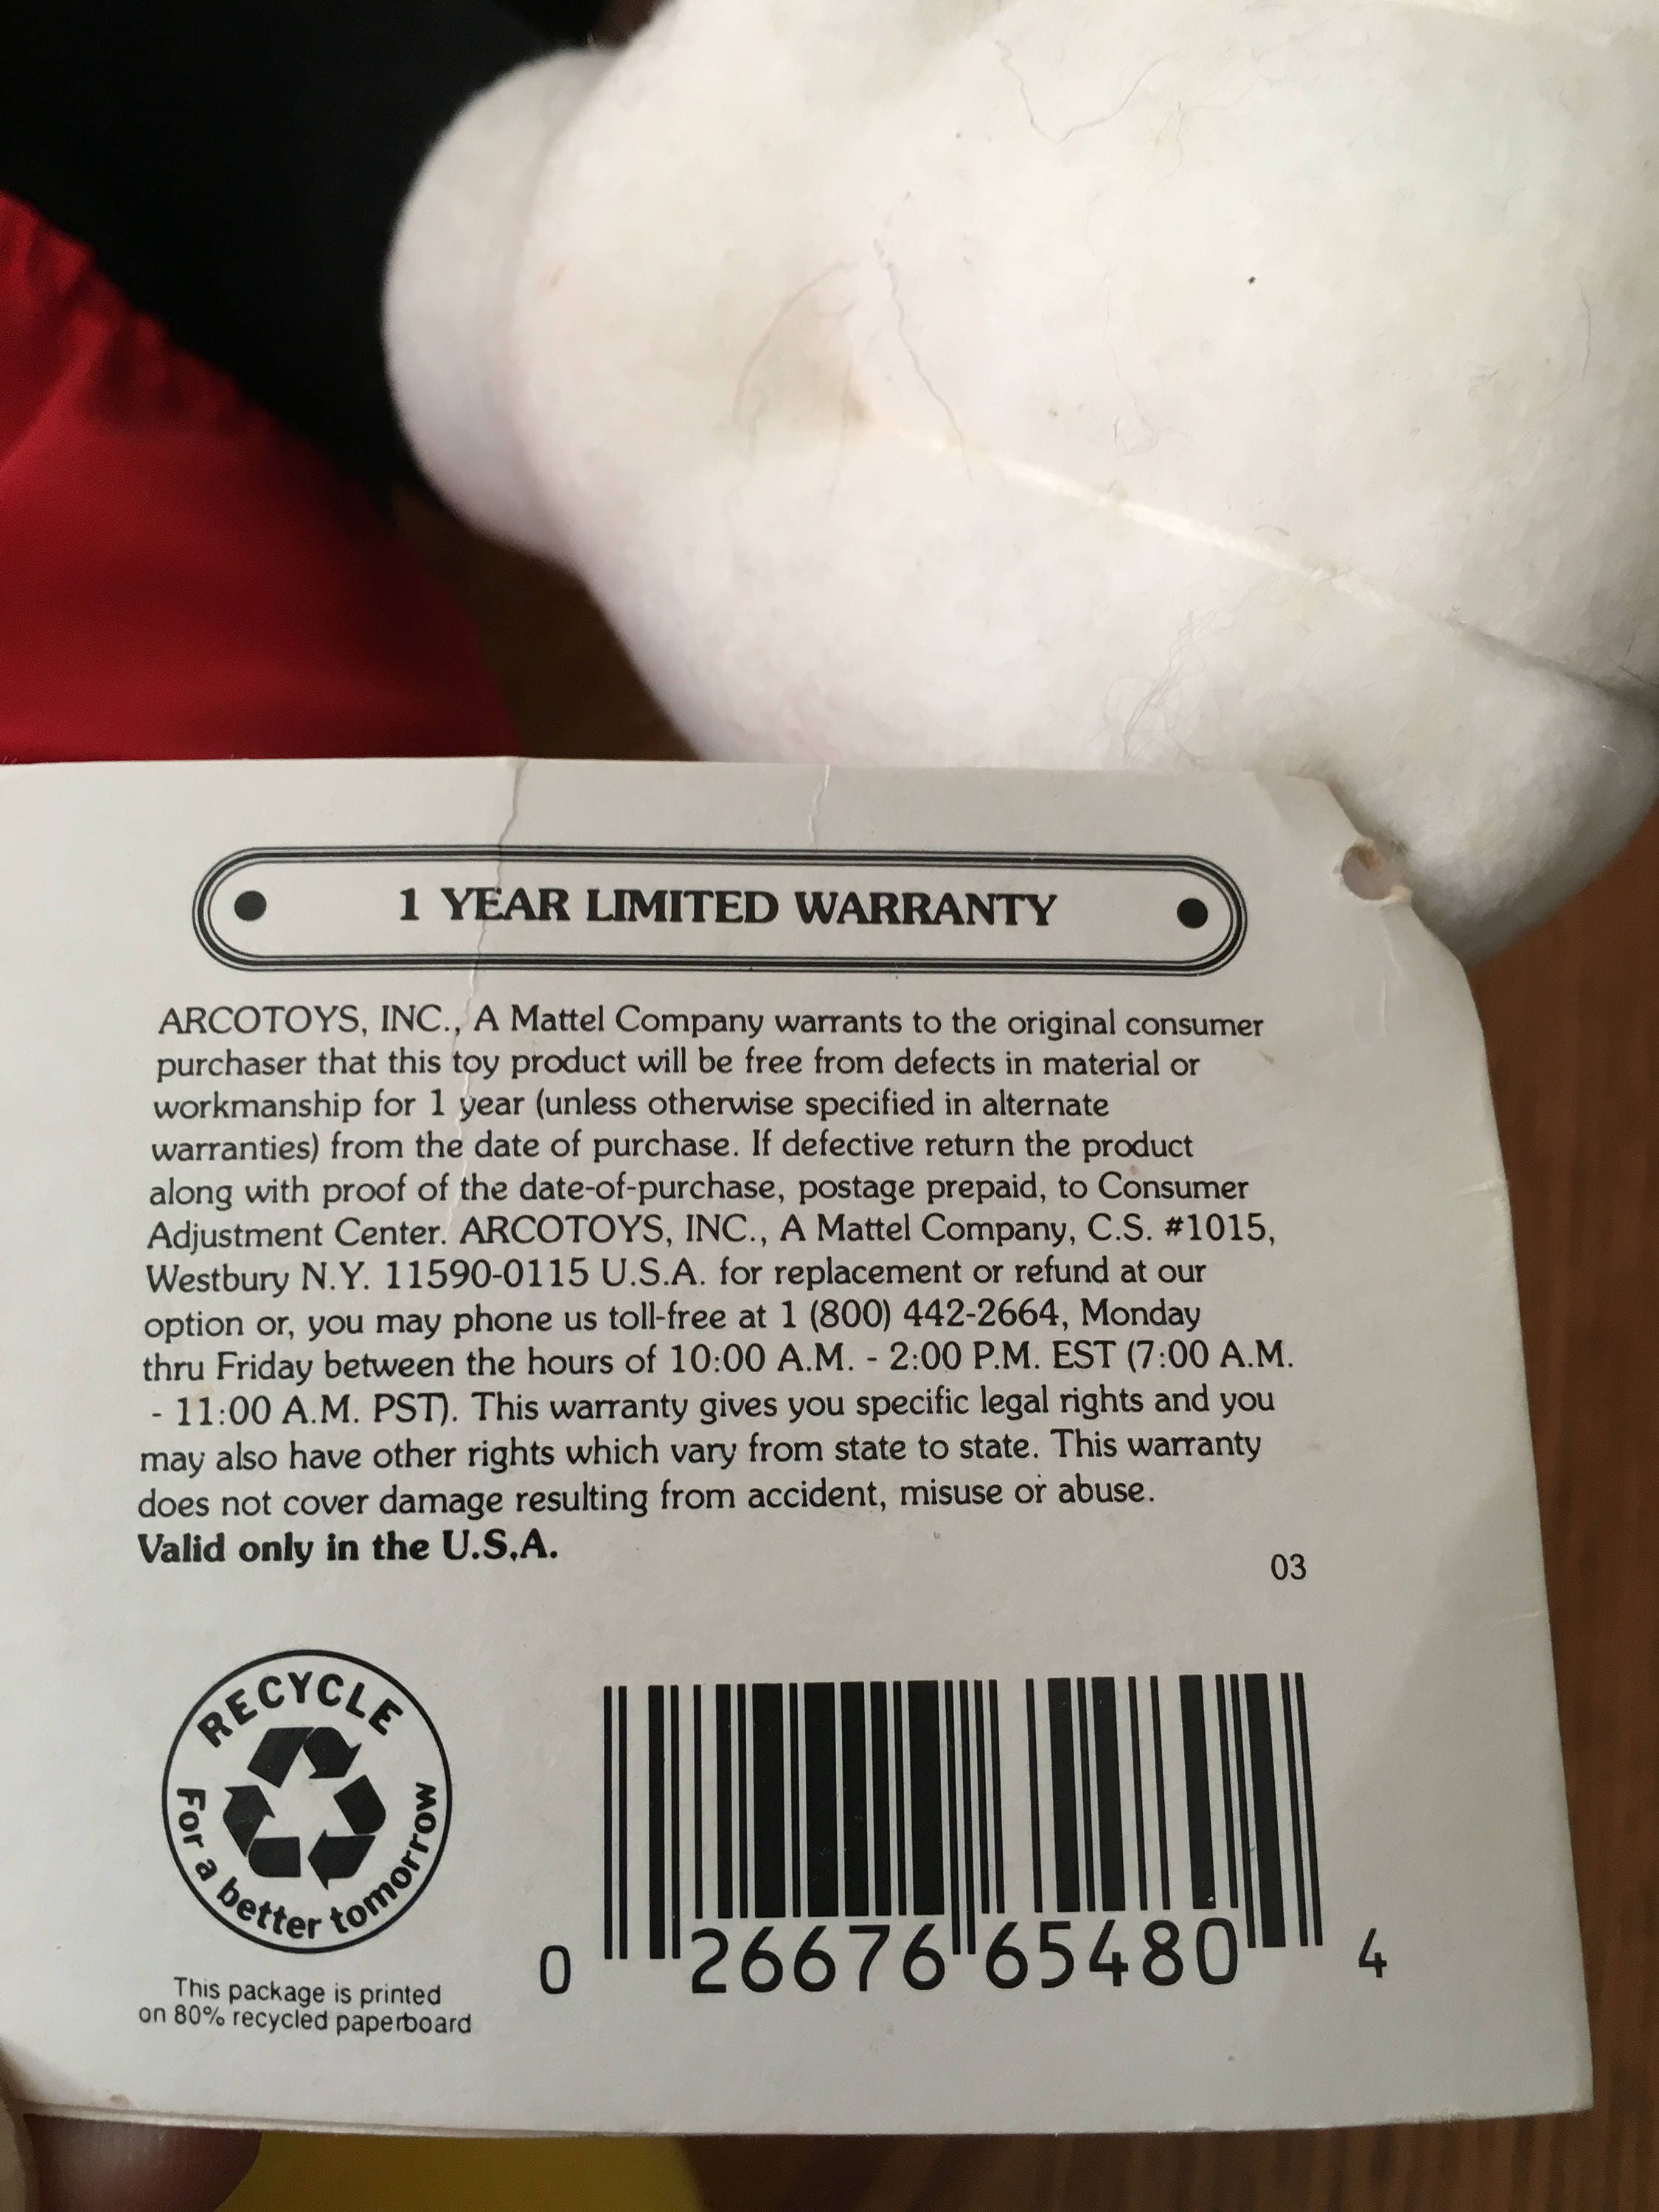 1 YEAR LIMITED WARRANTY
ARCOTOYS, INC., A Mattel Company warrants to the original consumer
purchaser that this toy product will be free from defects in material or
workmanship for 1 year (unless otherwise specified in alternate
warranties) from the date of purchase. If defective return the product
along with proof of the date-of-purchase, postage prepaid, to Consumer
Adjustment Center. ARCOTOYS, INC., A Mattel Company, C.S. #1015,
Westbury N.Y. 11590-0115 U.S.A. for replacement or refund at our
option or, you may phone us toll-free at 1 (800) 442-2664, Monday
thru Friday between the hours of 10:00 A.M. - 2:00 P.M. EST (7:00 A.M.
- 11:00 A.M. PST). This warranty gives you specific legal rights and you
may also have other rights which vary from state to state. This warranty
does not cover damage resulting from accident, misuse or abuse.
Valid only in the U.S.A.
03
RECYCLE
For a better tomorrow
This package is printed
on 80% recycled paperboard
0 26676 65480 4